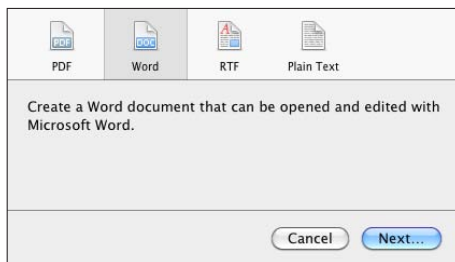 PDF DOC
PDF Word RTF Plain Text
Create a Word document that can be opened and edited with
Microsoft Word.
Cancel Next...